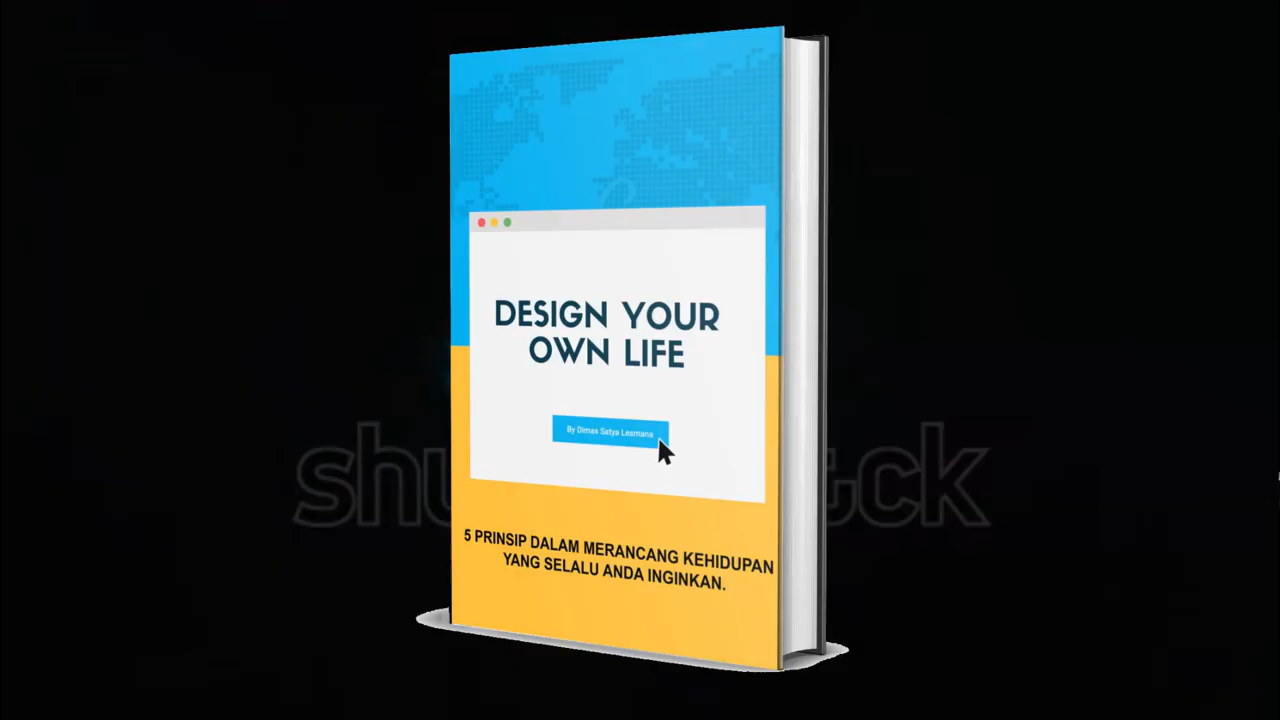 DESIGN YOUR
OWN LIFE
By Dimas Satya Lesmana
5 PRINSIP DALAM MERANCANG KEHIDUPAN
YANG SELALU ANDA INGINKAN.